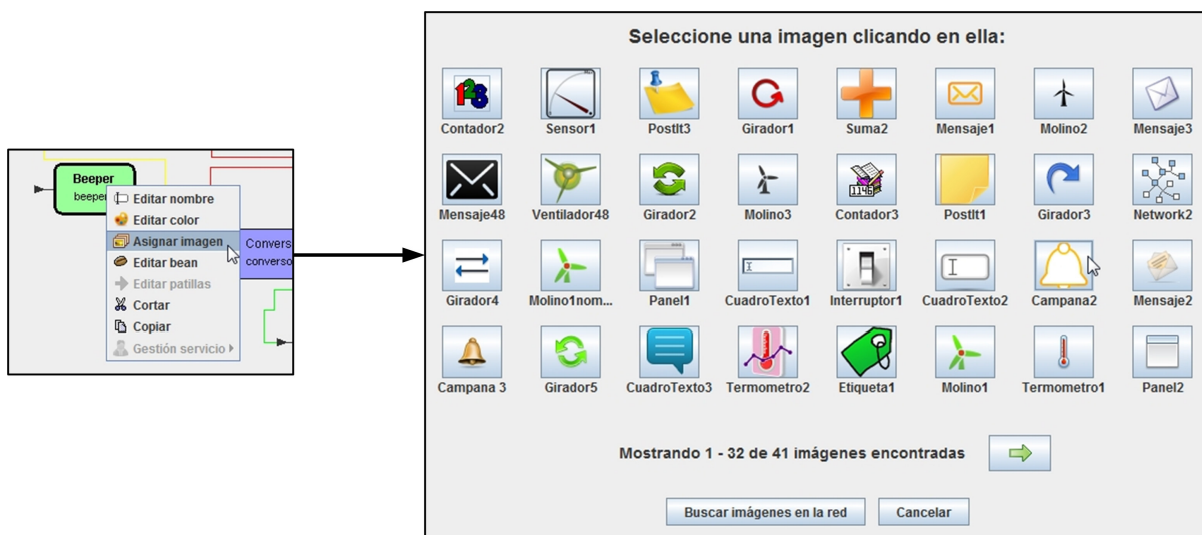 Beeper
beeper
Editar nombre
Editar color
Asignar imagen
Editar bean
Editar patillas
Cortar
Copiar
Gestión servicio
Convers
converso
Seleccione una imagen clicando en ella:
Contador2 Sensor1 PostIt3 Girador1 Suma2 Mensaje1 Molino2 Mensaje3
1146
Mensaje48 Ventilador48 Girador2 Molino3 Contador3 PostIt1 Girador3 Network2
Girador4 Molino1nom... Panel1 CuadroTexto1 Interruptor1 CuadroTexto2 Campana2 Mensaje2
Campana 3 Girador5 CuadroTexto3 Termometro2 Etiqueta1 Molino1 Termometro1 Panel2
Mostrando 1 - 32 de 41 imágenes encontradas
Buscar imágenes en la red Cancelar